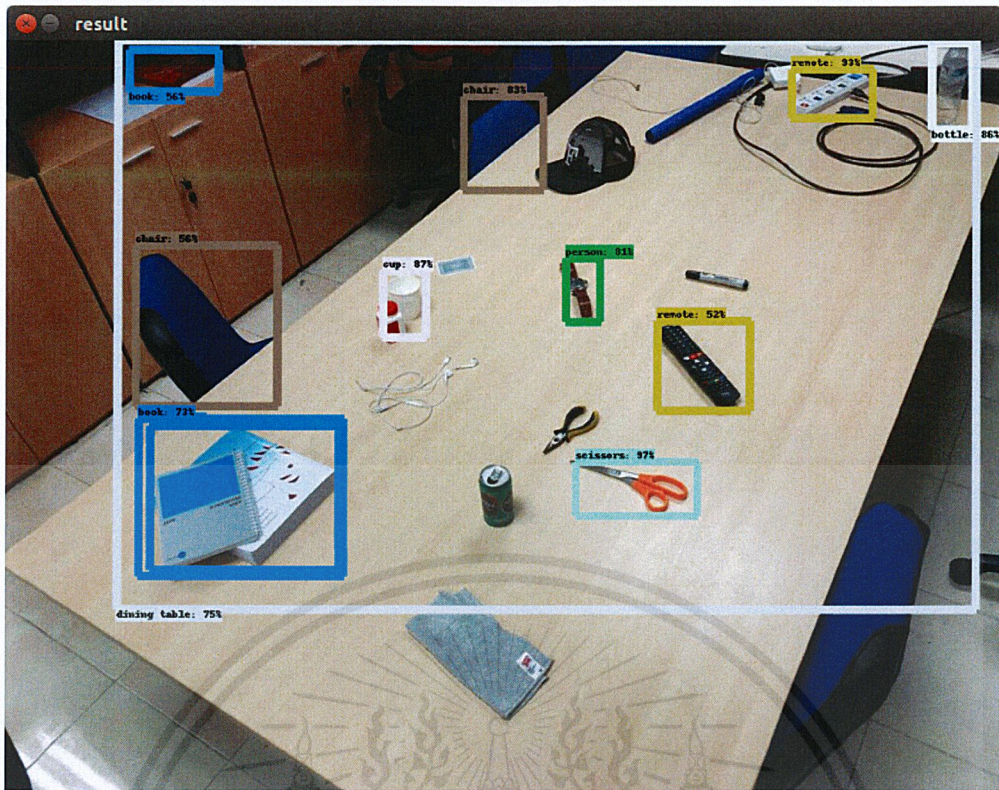 result
remote: 93%
book: 56%
chair: 83%
bottle: 86%
chair: 56%
person: 81%
cup: 87%
remote: 52%
book: 73%
scissors: 97%
dining table: 75%